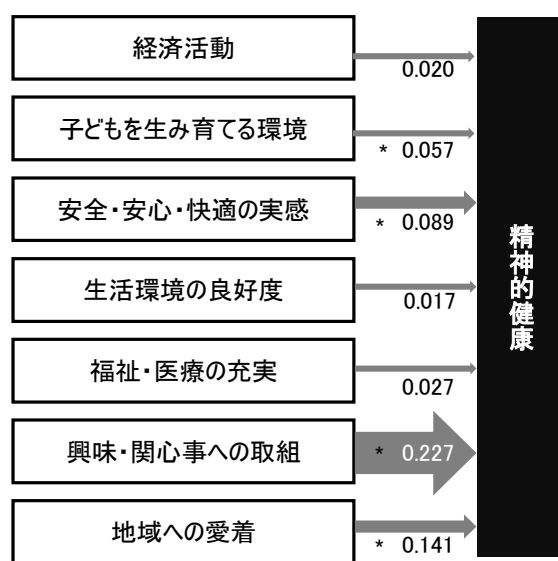 経済活動
0.020
子どもを生み育てる環境
* 0.057
安全・安心・快適の実感
* 0.089
生活環境の良好度
0.017
福祉・医療の充実
0.027
興味・関心事への取組
* 0.227
地域への愛着
* 0.141
精神的健康